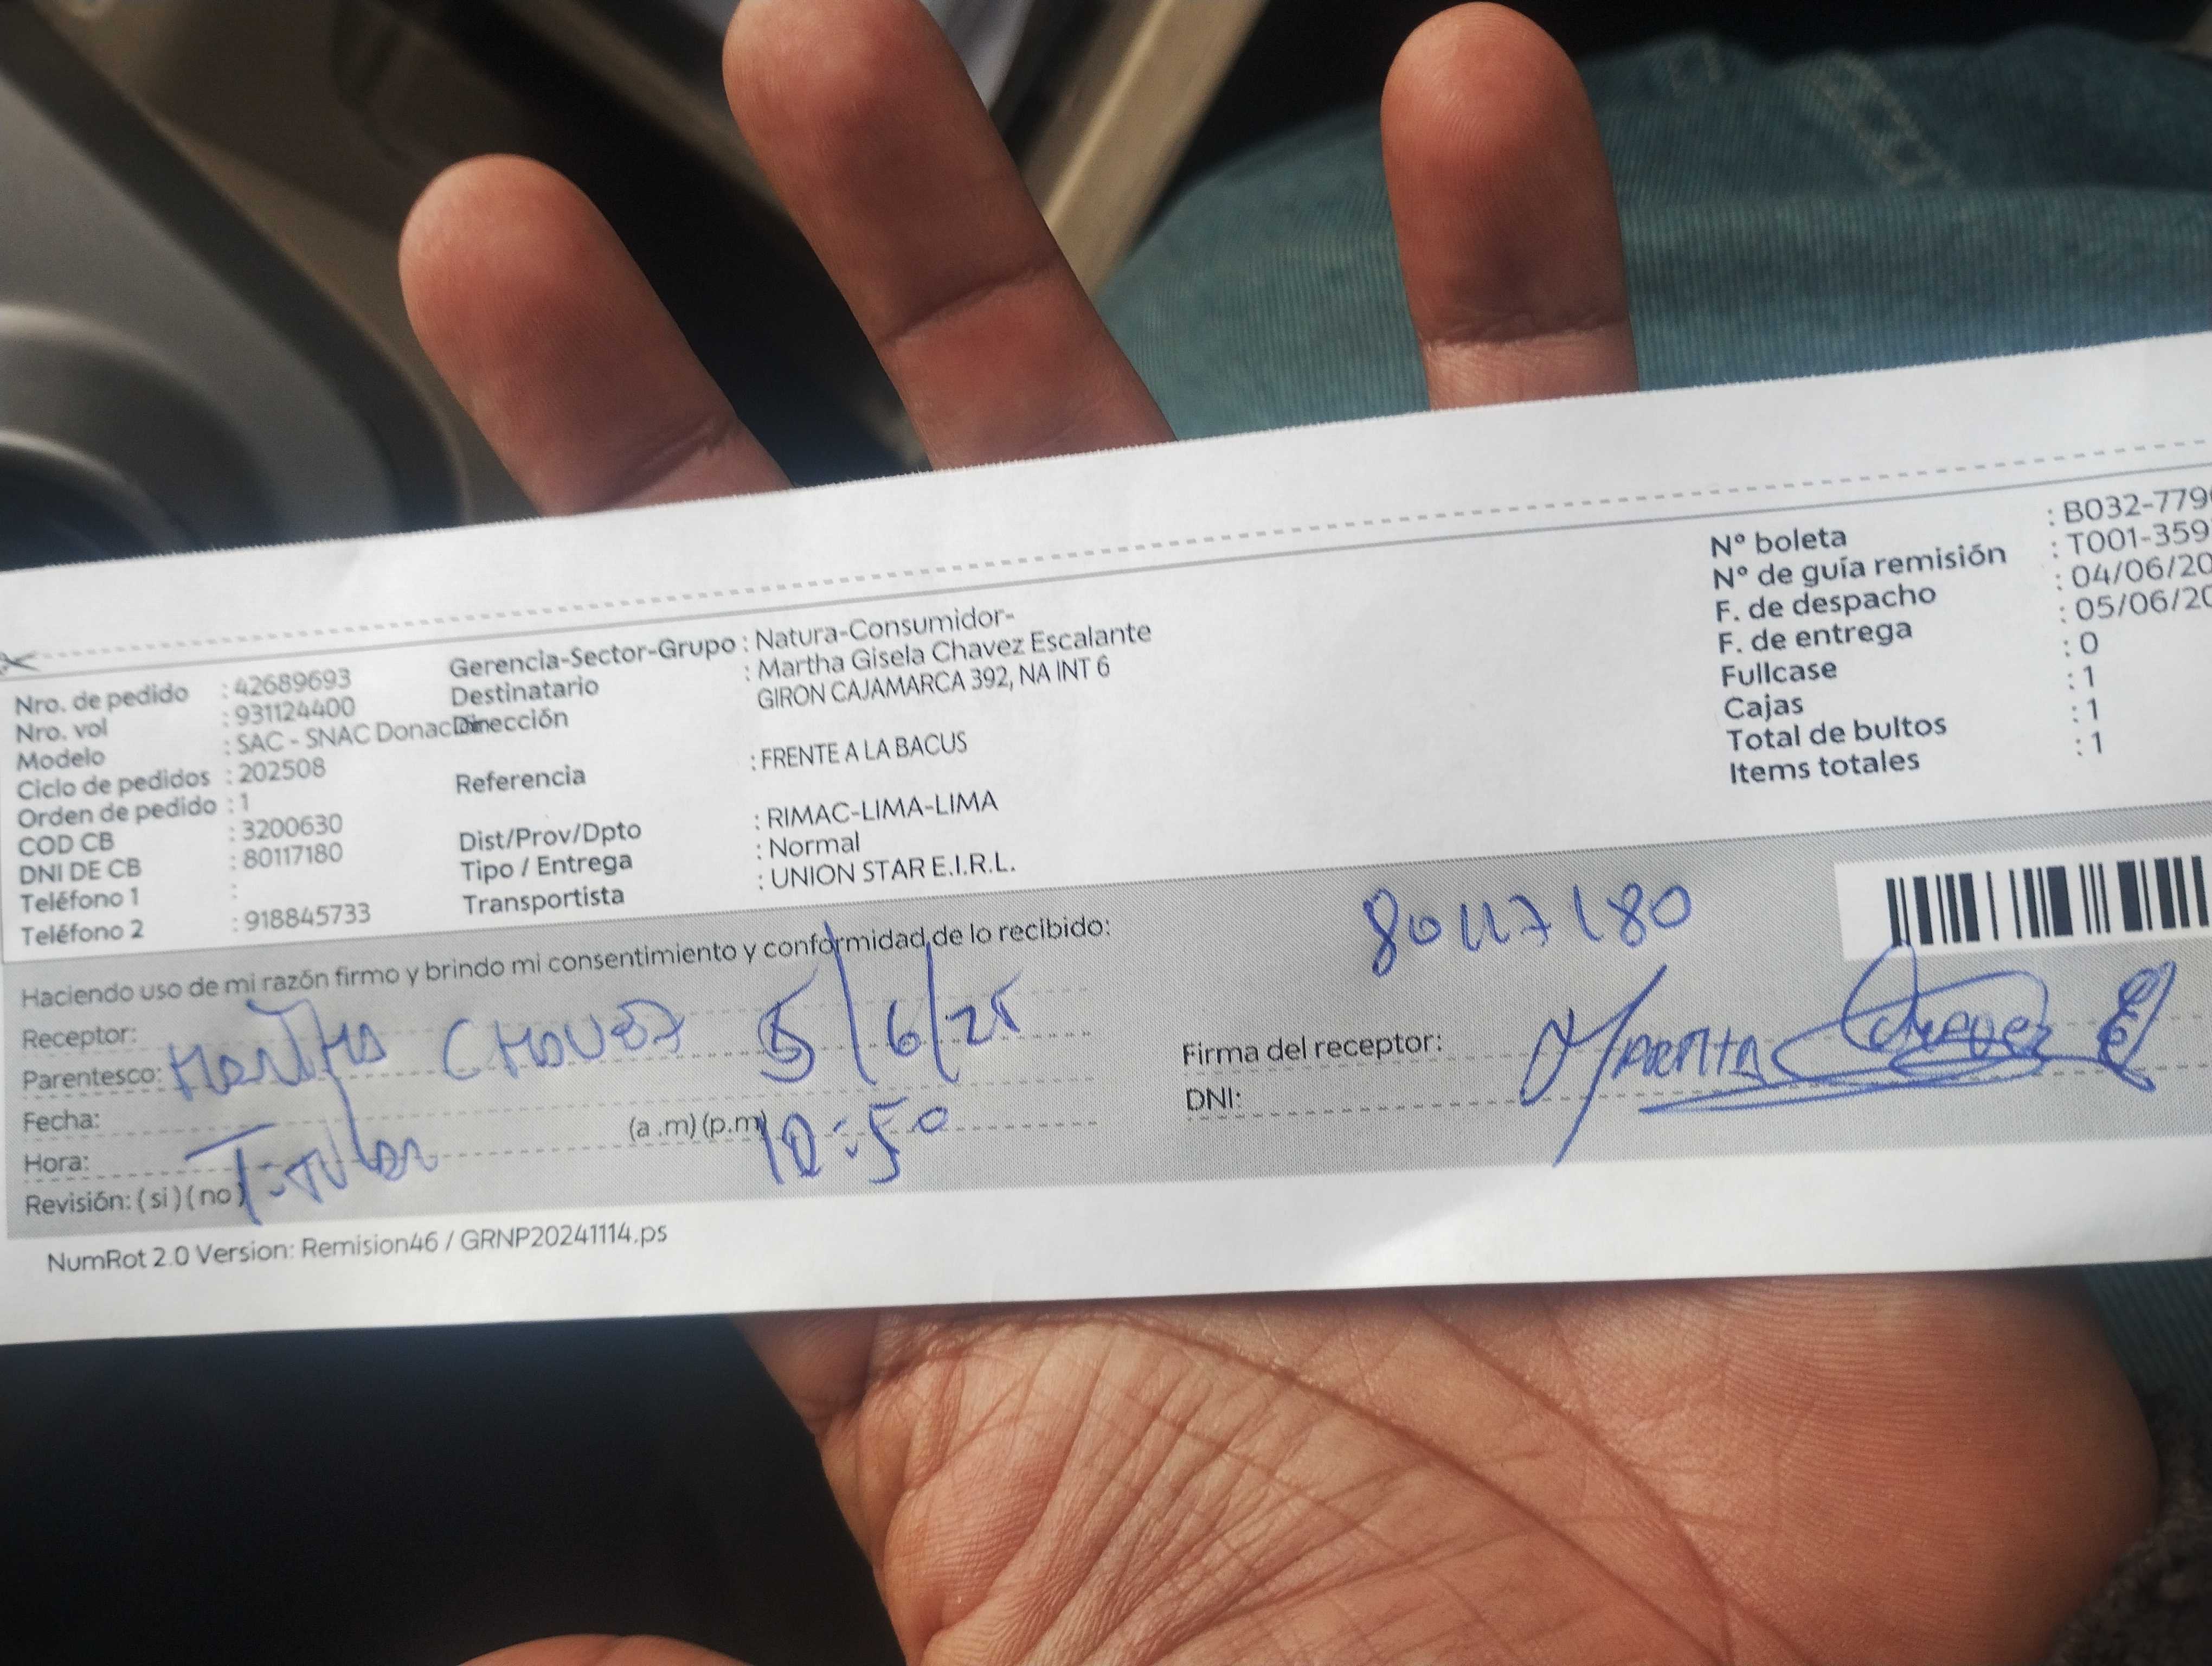 Nro. de pedido : 42689693
Nro. vol : 931124400
Modelo : SAC - SNAC Donac
Ciclo de pedidos : 202508
Orden de pedido : 1
COD CB : 3200630
DNI DE CB : 80117180
Teléfono 1 :
Teléfono 2 : 918845733
Gerencia-Sector-Grupo : Natura-Consumidor-
Destinatario : Martha Gisela Chavez Escalante
Dirección GIRON CAJAMARCA 392, NA INT 6
Referencia : FRENTE A LA BACUS
Dist/Prov/Dpto : RIMAC-LIMA-LIMA
Tipo / Entrega : Normal
Transportista : UNION STAR E.I.R.L.
N° boleta : B032-779
N° de guía remisión : T001-359
F. de despacho : 04/06/20
F. de entrega : 05/06/20
Fullcase : 0
Cajas : 1
Total de bultos : 1
Items totales : 1
Haciendo uso de mi razón firmo y brindo mi consentimiento y conformidad de lo recibido:
80117180
Receptor:
Parentesco: MARTHA CHAVEZ 5/6/25
Fecha:
Hora: (a .m) (p.m)
Revisión: ( si ) ( no ) Titular 10:50
Firma del receptor: MARTHA Chavez E
DNI:
NumRot 2.0 Version: Remision46 / GRNP20241114.ps